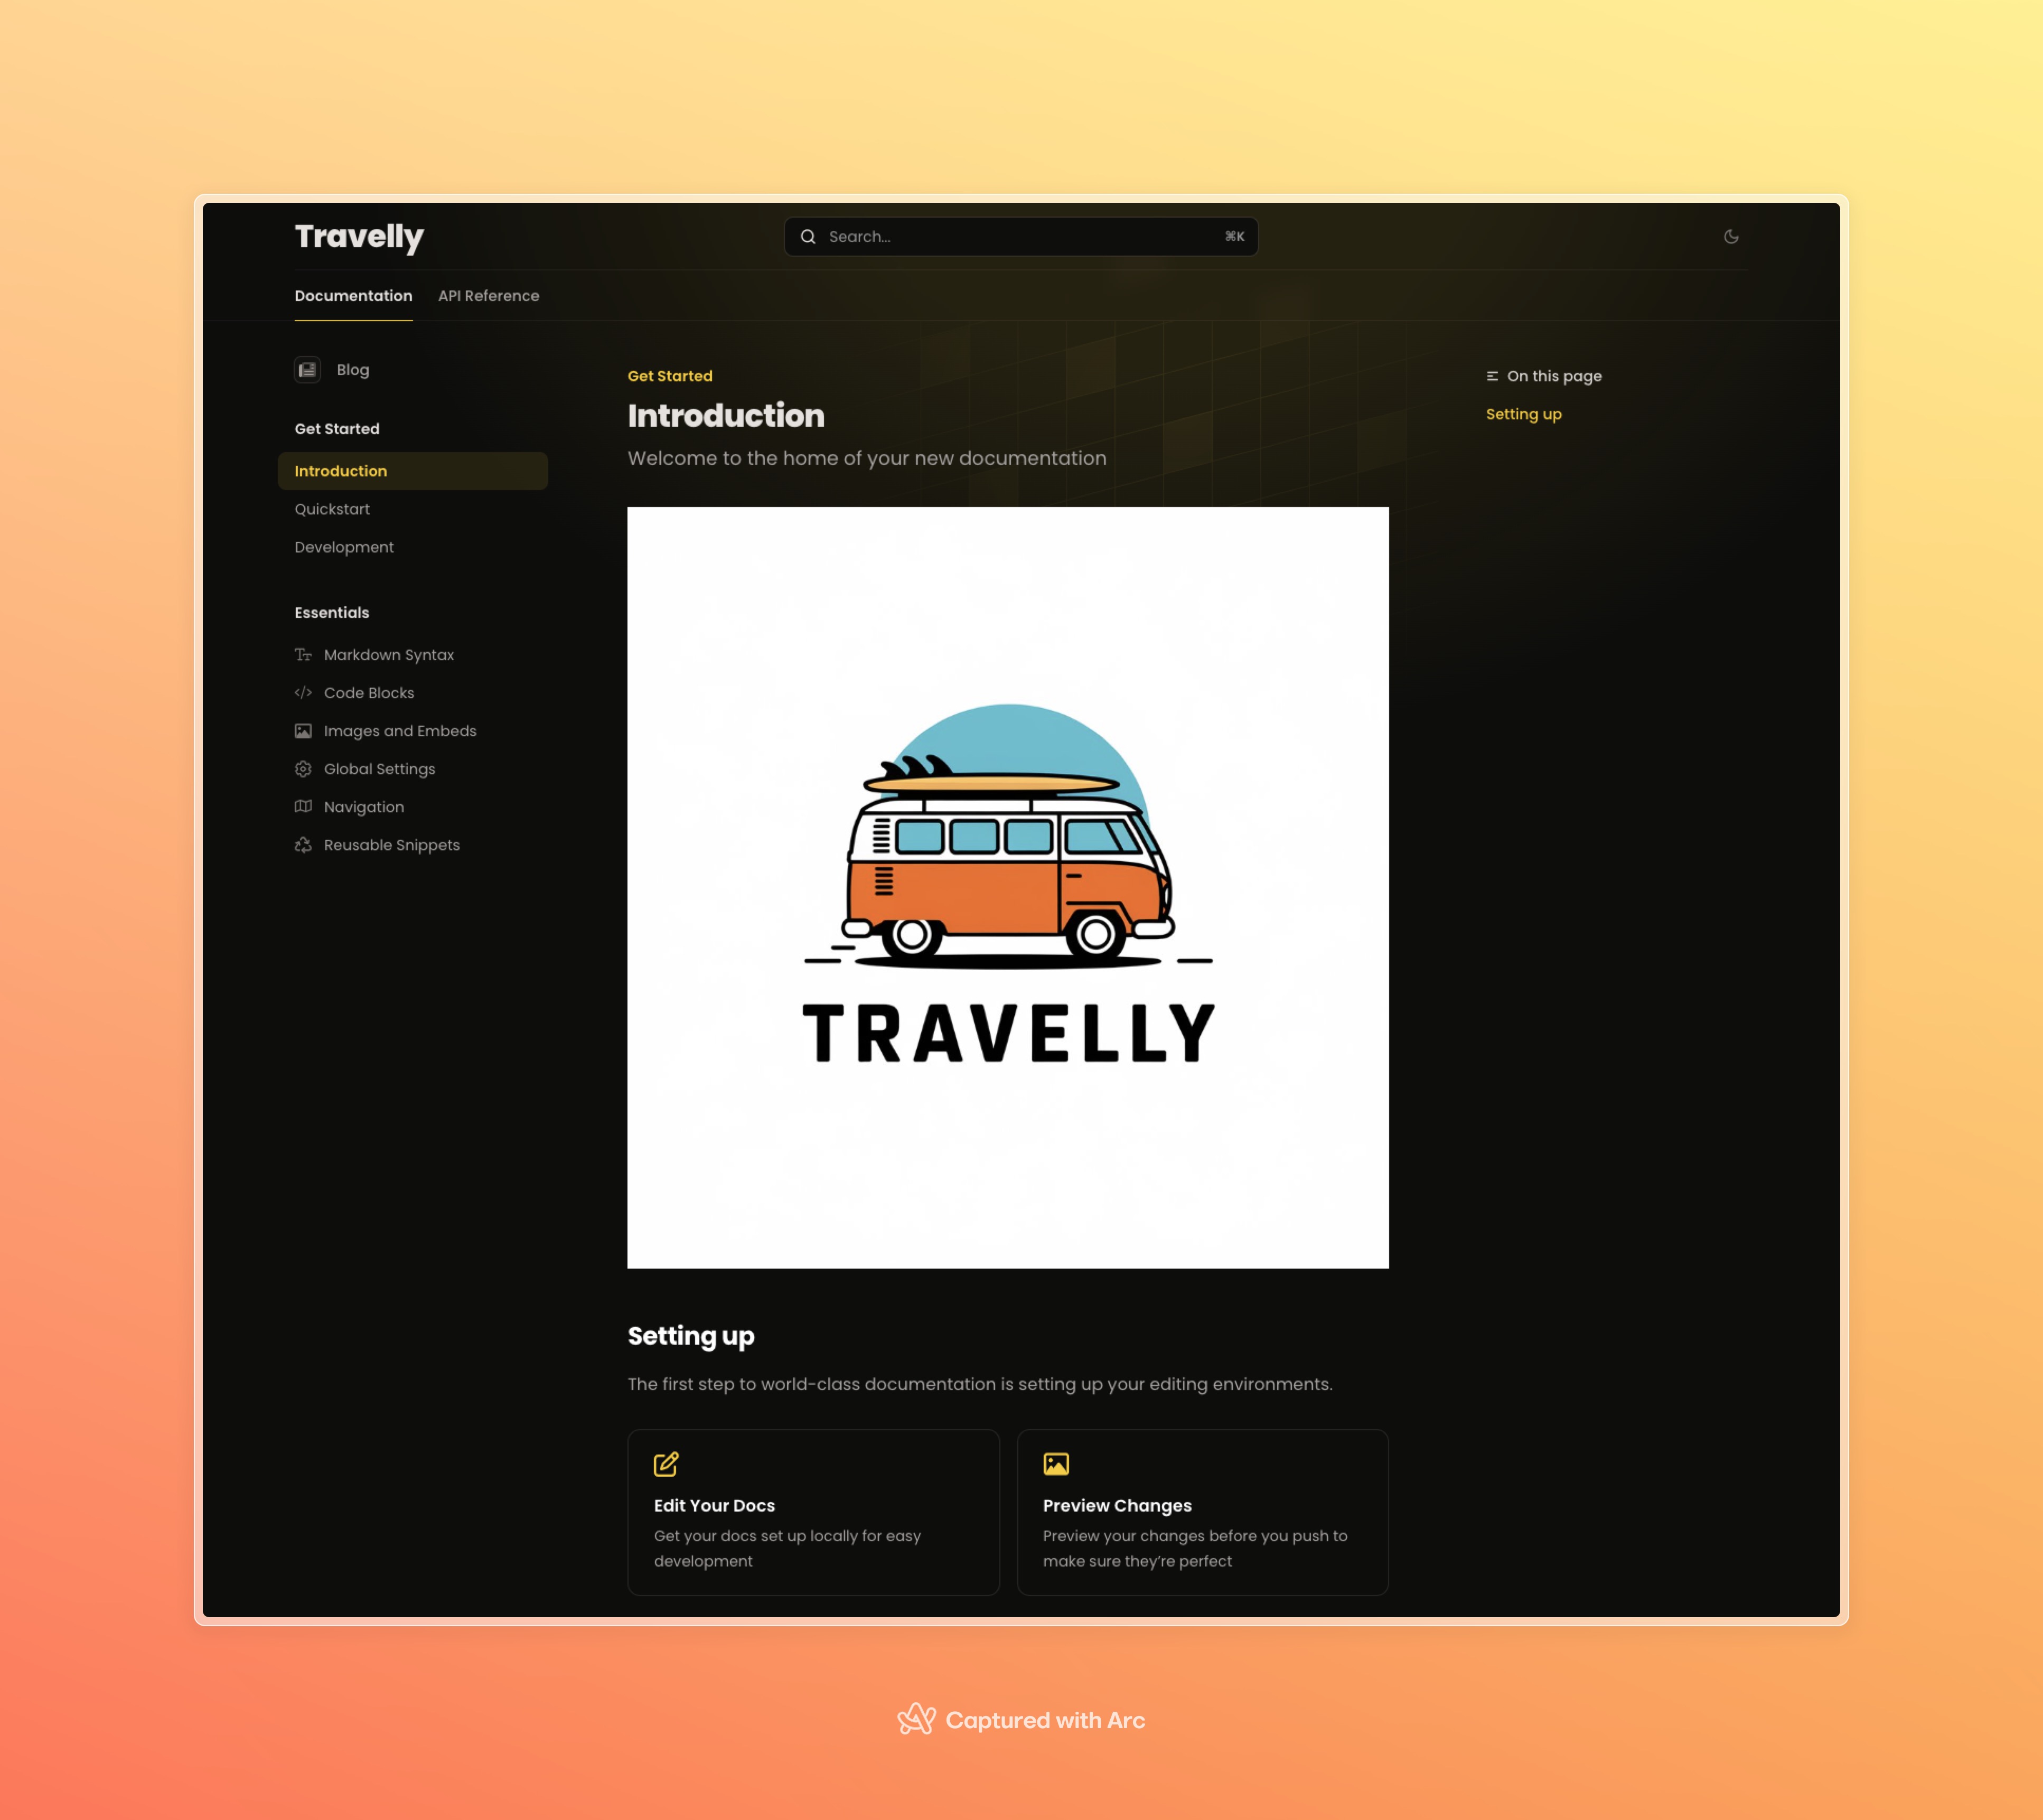 Travelly
Search...
⌘K
Documentation
API Reference
Blog
Get Started
Introduction
Quickstart
Development
Essentials
Markdown Syntax
Code Blocks
Images and Embeds
Global Settings
Navigation
Reusable Snippets
Get Started
Introduction
Welcome to the home of your new documentation
TRAVELLY
Setting up
The first step to world-class documentation is setting up your editing environments.
Edit Your Docs
Get your docs set up locally for easy
development
Preview Changes
Preview your changes before you push to
make sure they’re perfect
On this page
Setting up
Captured with Arc